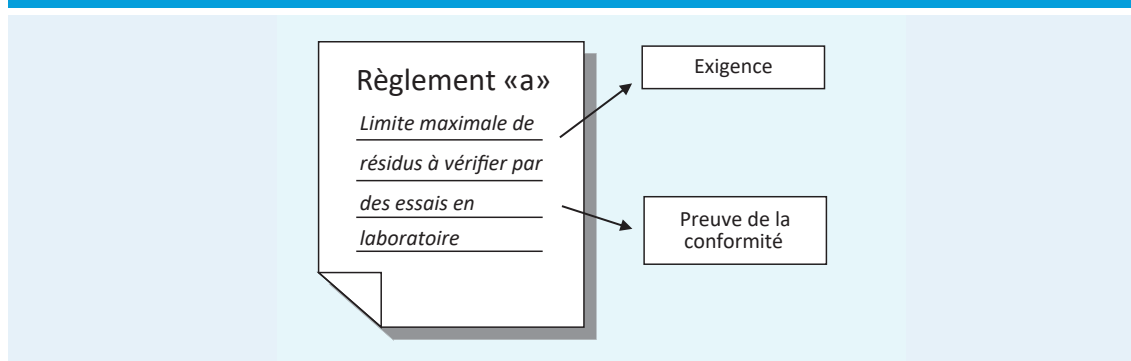 Règlement «a»
Limite maximale de
résidus à vérifier par
des essais en
laboratoire
Exigence
Preuve de la
conformité